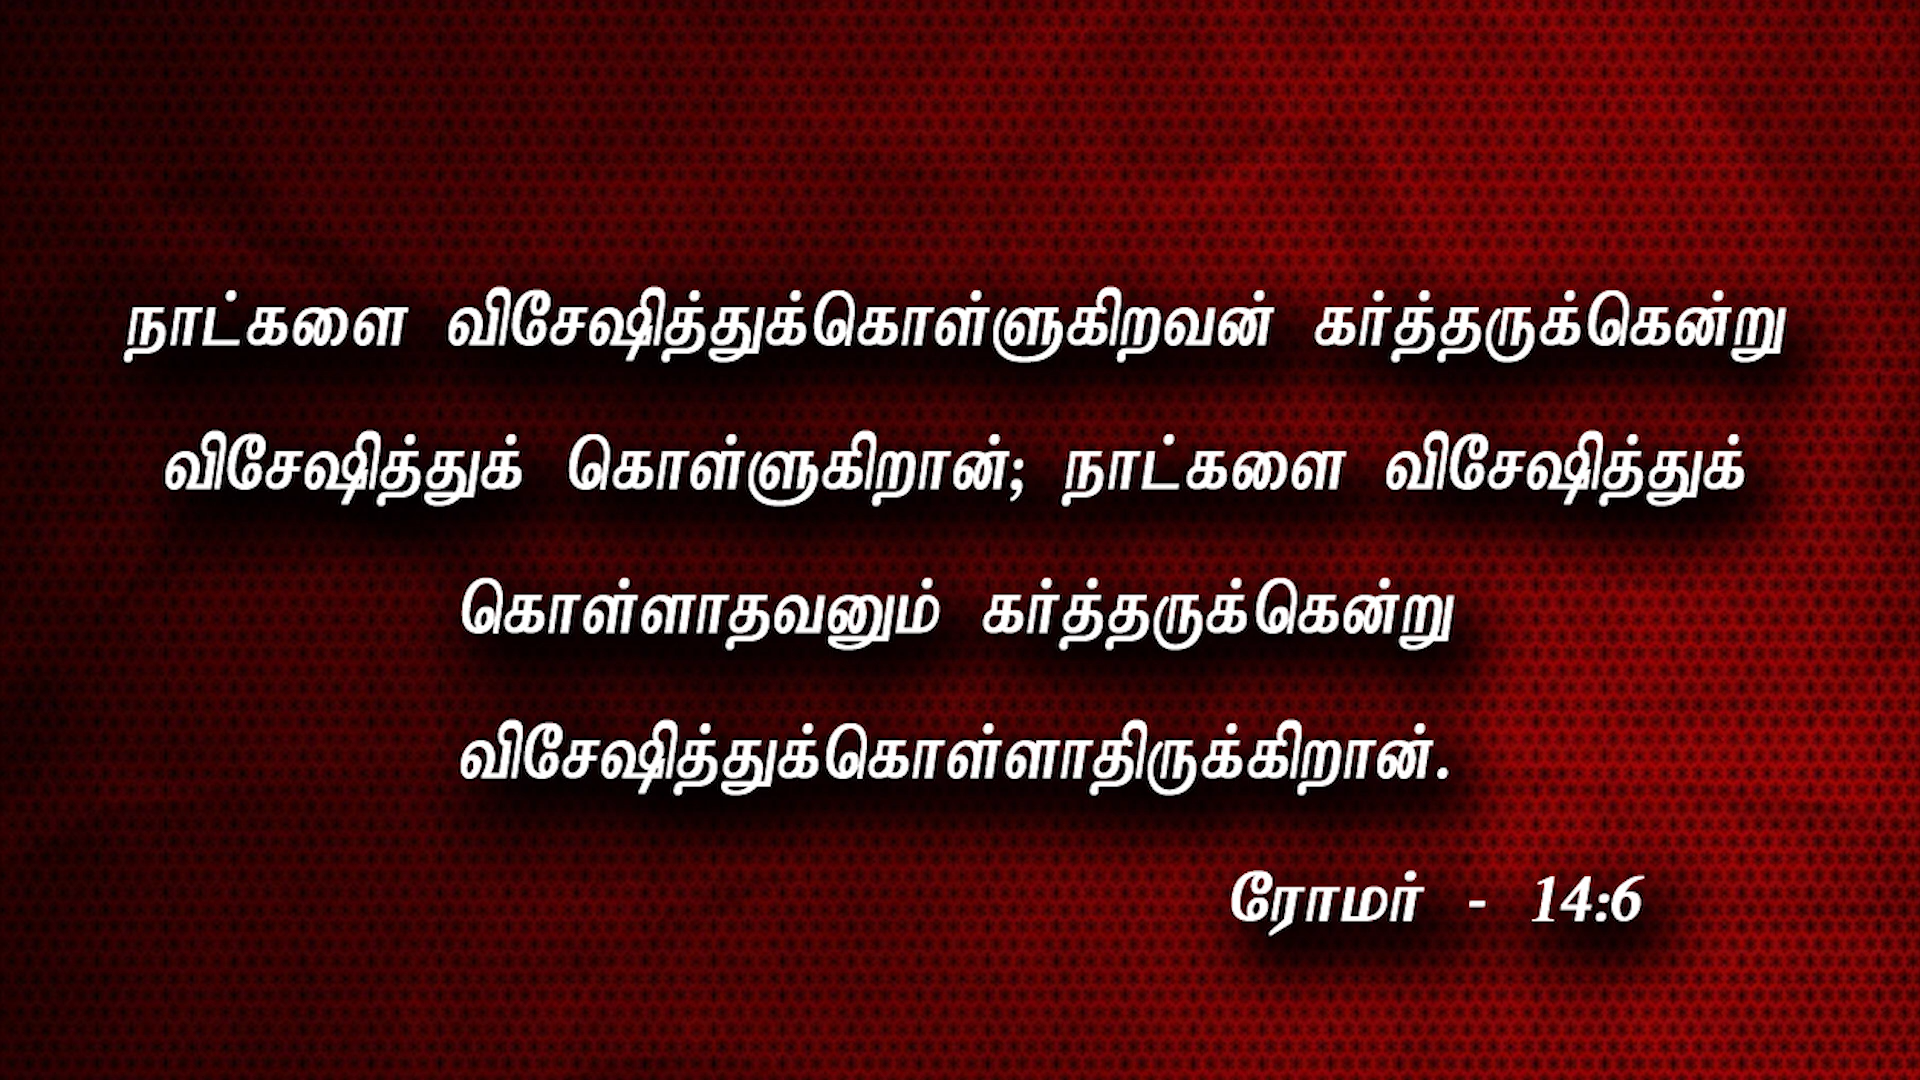 நாட்களை விசேஷித்துக்கொள்ளுகிறவன் கர்த்தருக்கென்று
விசேஷித்துக் கொள்ளுகிறான்; நாட்களை விசேஷித்துக்
கொள்ளாதவனும் கர்த்தருக்கென்று
விசேஷித்துக்கொள்ளாதிருக்கிறான்.
ரோமர் - 14:6